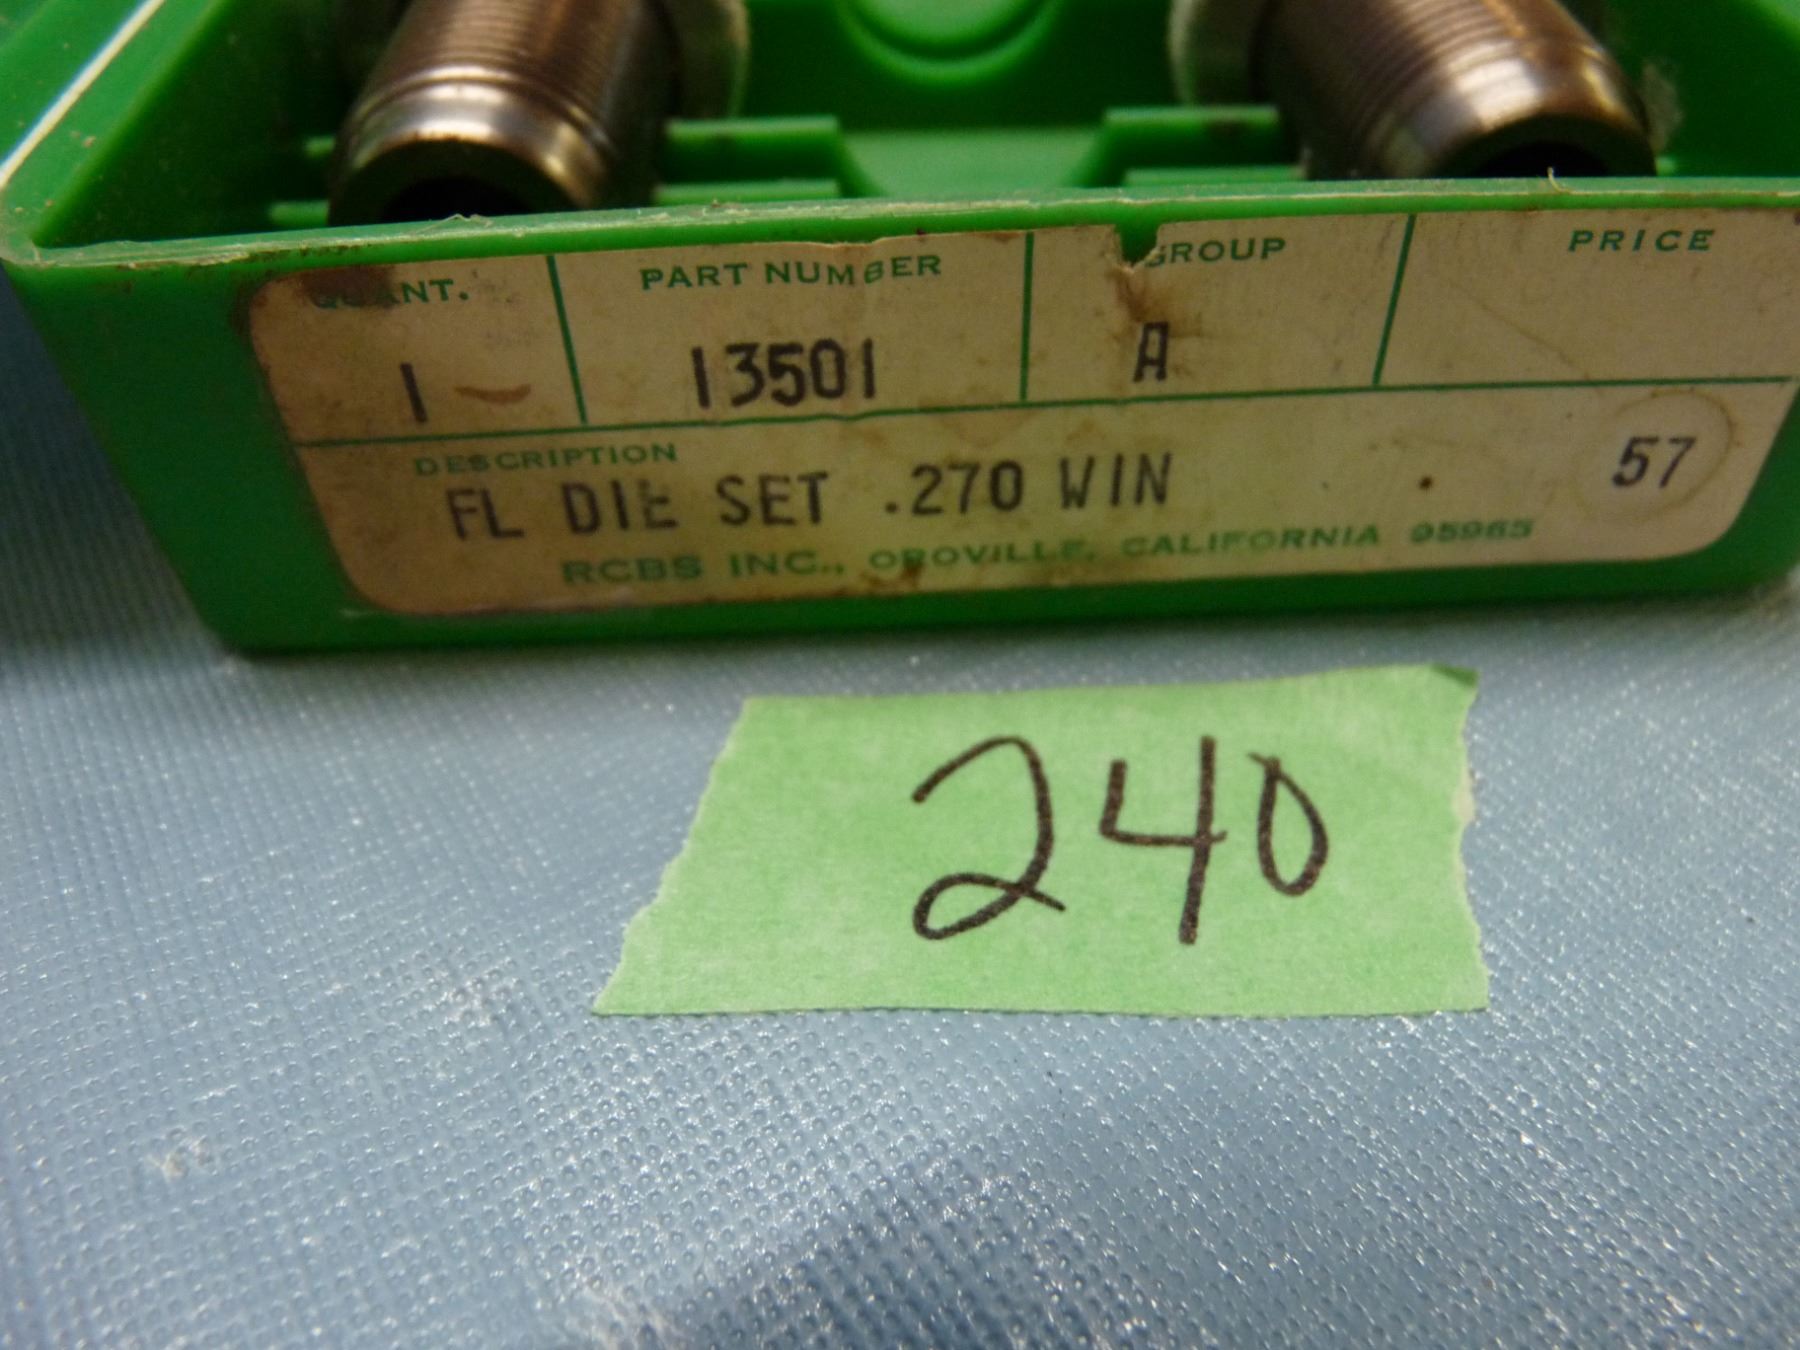 QUANT. PART NUMBER GROUP PRICE
1 13501 A
DESCRIPTION
FL DIE SET .270 WIN 57
RCBS INC., OROVILLE, CALIFORNIA 95965
240